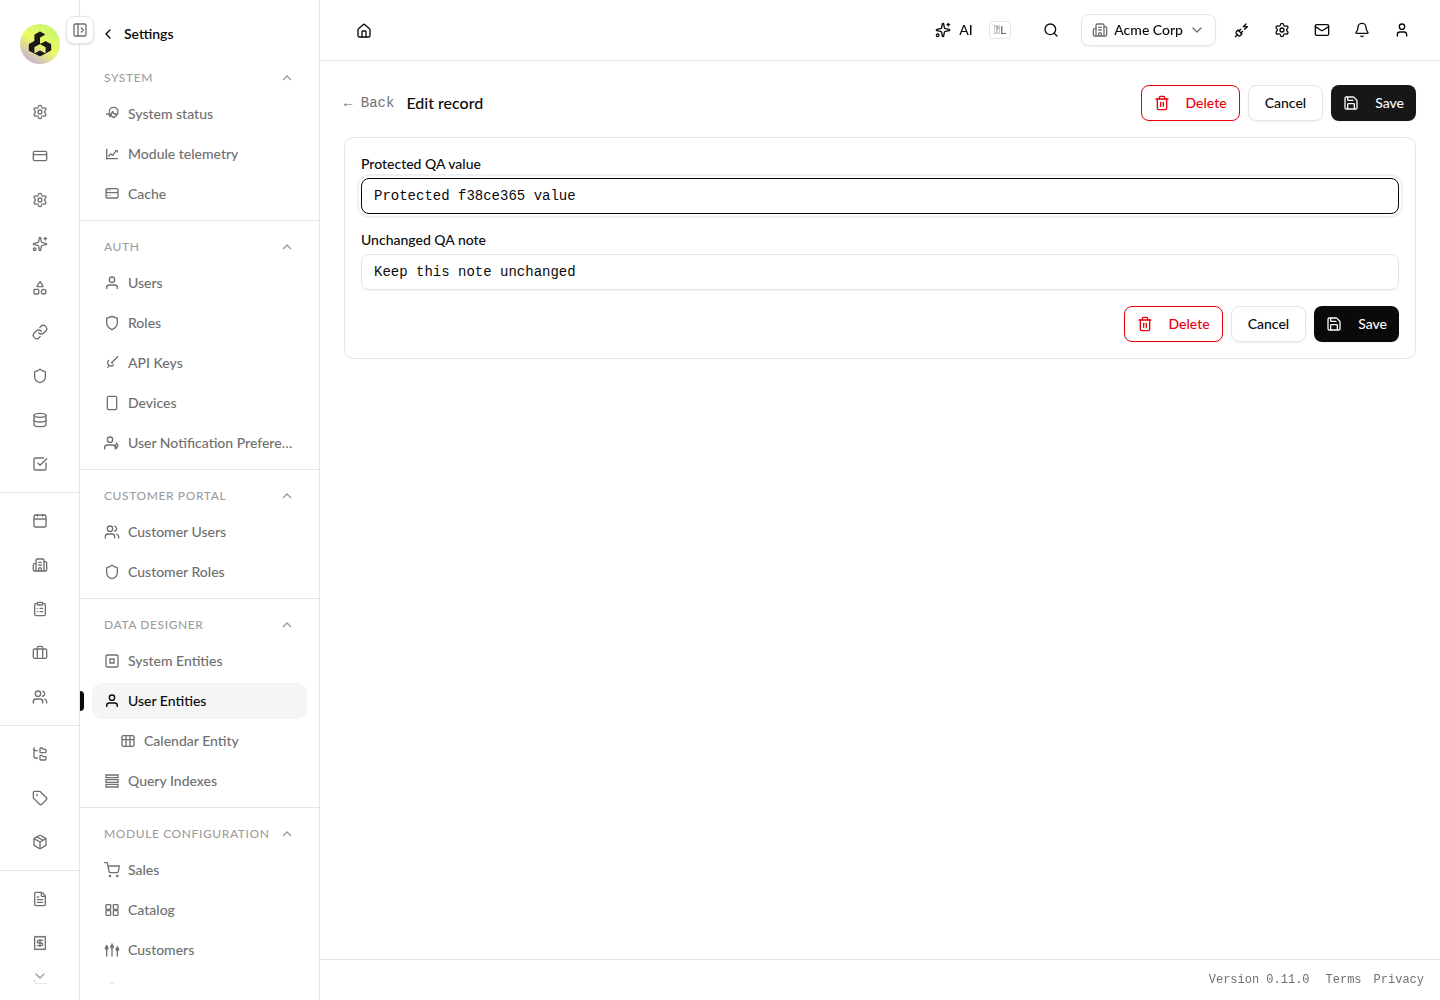 Settings
SYSTEM
System status
Module telemetry
Cache
AUTH
Users
Roles
API Keys
Devices
User Notification Prefere...
CUSTOMER PORTAL
Customer Users
Customer Roles
DATA DESIGNER
System Entities
User Entities
Calendar Entity
Query Indexes
MODULE CONFIGURATION
Sales
Catalog
Customers
AI
L
Acme Corp
← Back Edit record
Delete Cancel Save
Protected QA value
Protected f38ce365 value
Unchanged QA note
Keep this note unchanged
Delete Cancel Save
Version 0.11.0 Terms Privacy